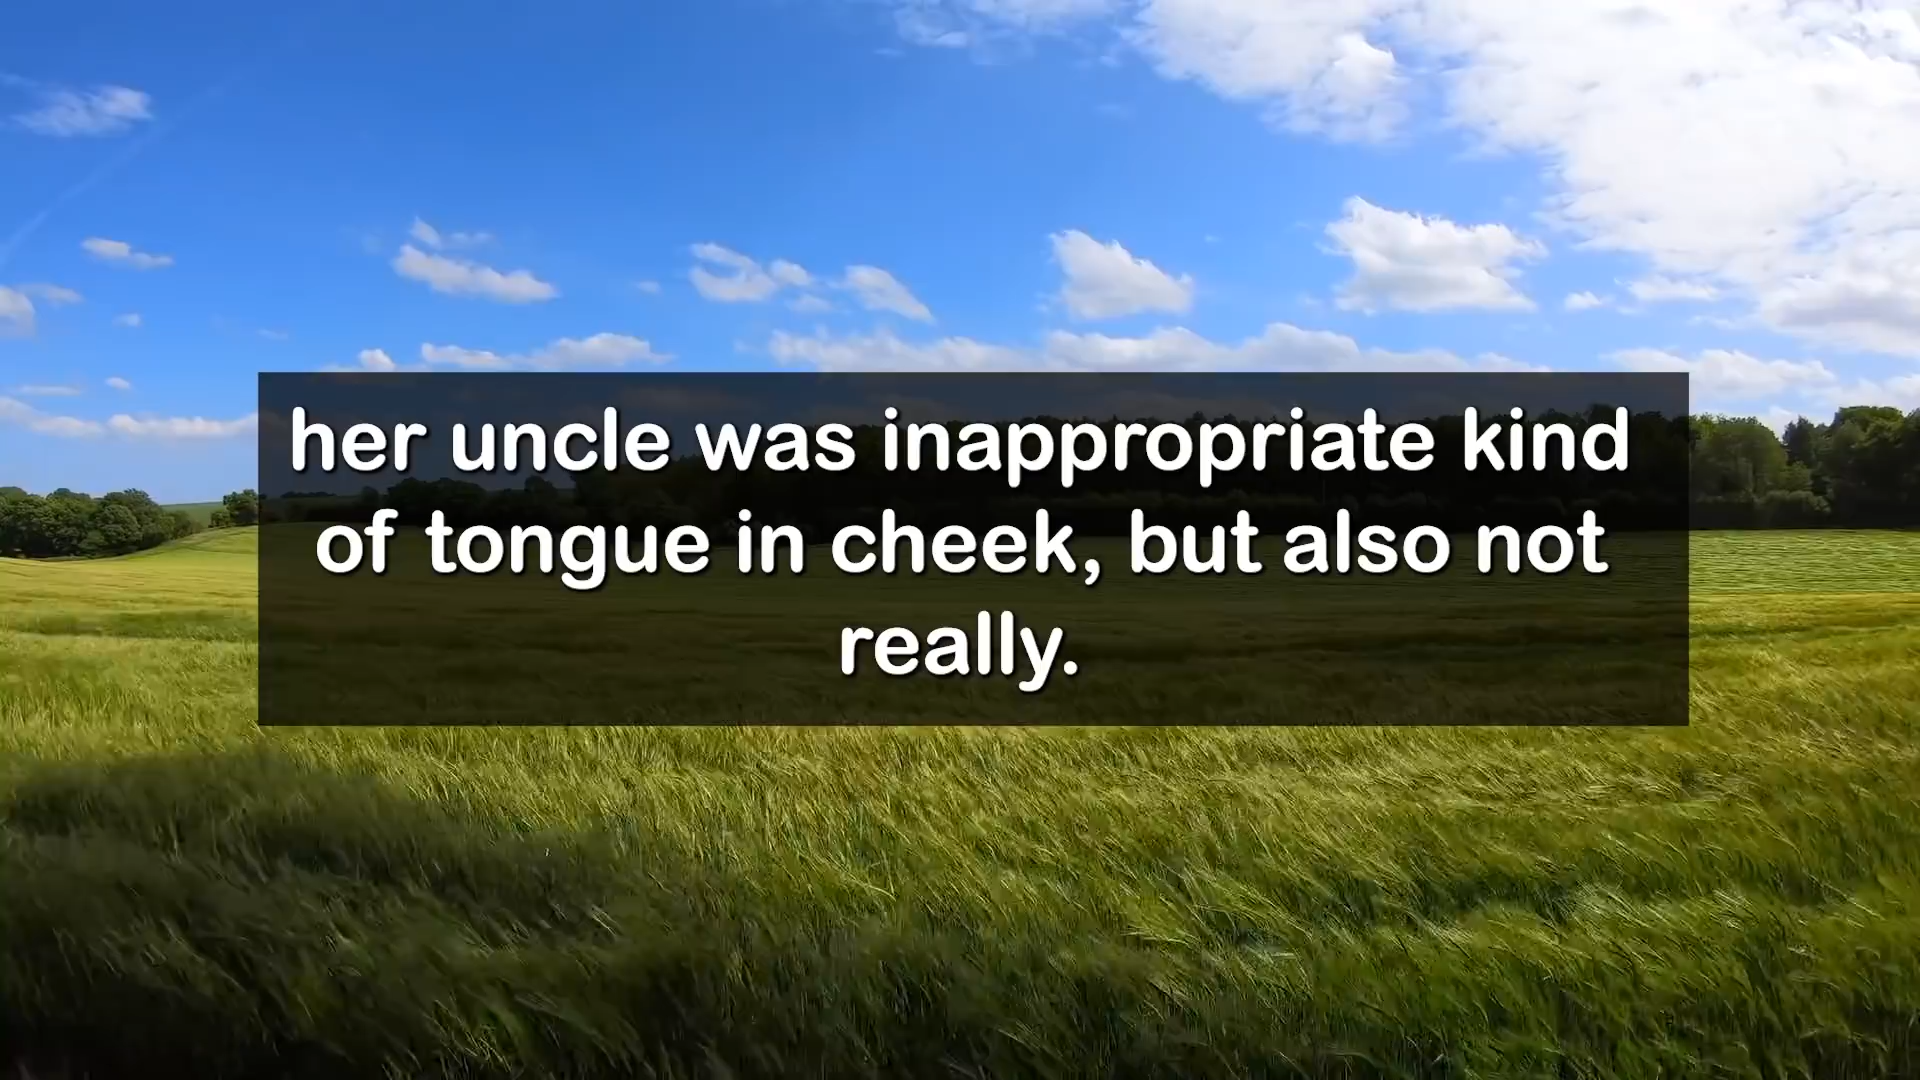 her uncle was inappropriate kind
of tongue in cheek, but also not
really.